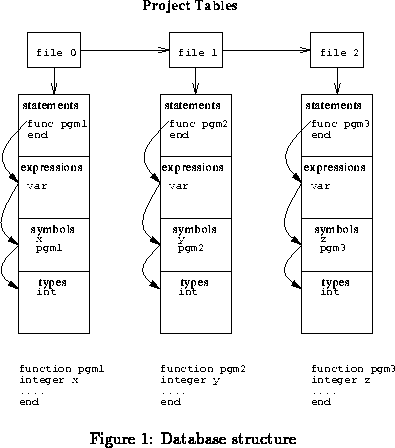 Project Tables
file 0 file 1 file 2
statements statements statements
func pgm1 func pgm2 func pgm3
end end end
expressions expressions expressions
var var var
symbols symbols symbols
x y z
pgm1 pgm2 pgm3
types types types
int int int
function pgm1 function pgm2 function pgm3
integer x integer y integer z
.... .... ....
end end end
Figure 1: Database structure